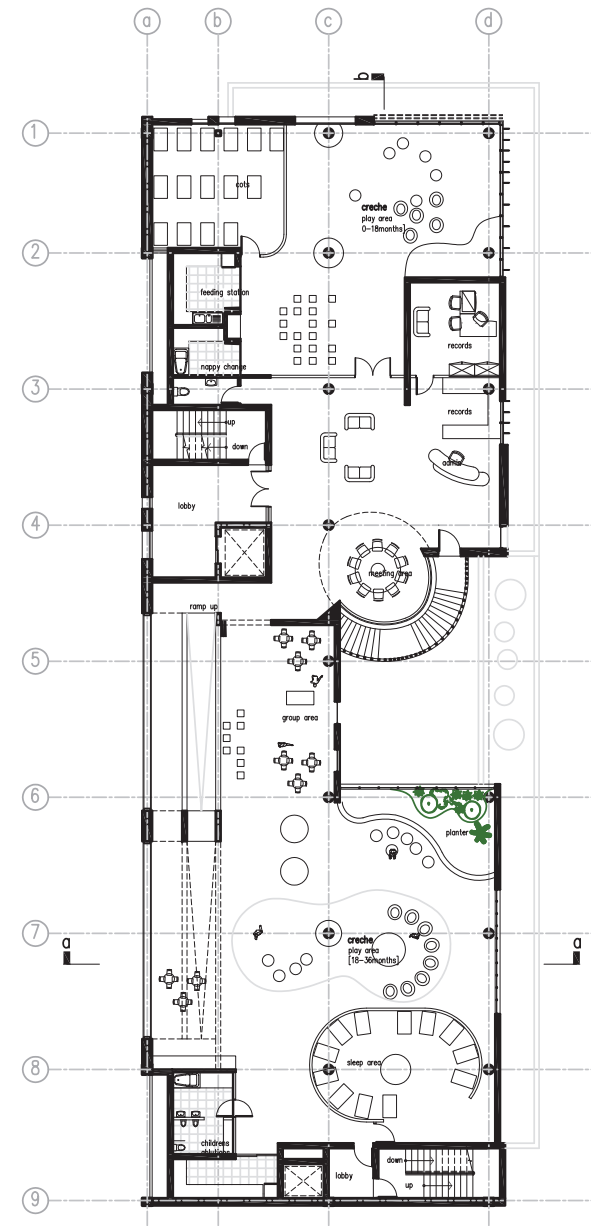 a b c d
b
1
cots
creche
play area
0-18months]
2
feeding station
records
nappy change
3
records
up
down
admin
lobby
4
meeting area
ramp up
5
group area
6
planter
7
a
a
creche
play area
[18-36months]
sleep area
8
childrens
ablutions
down
lobby
up
9